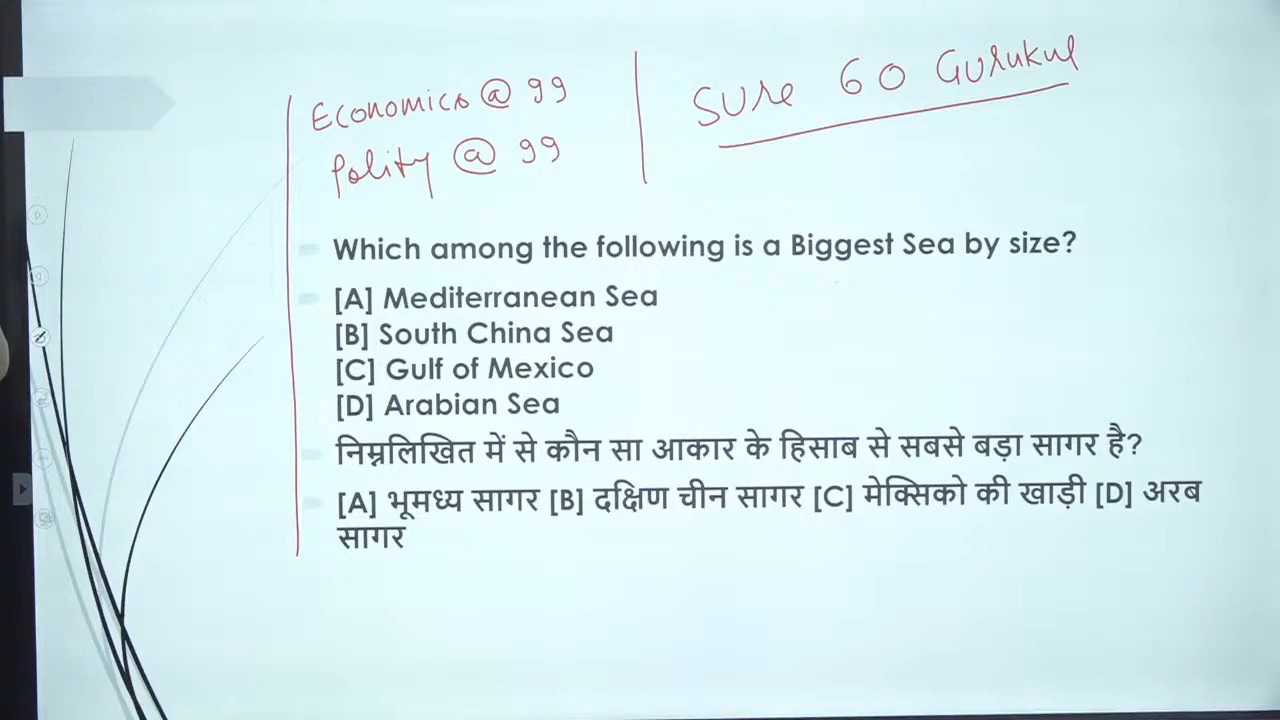 Economics @ 99
Polity @ 99
Sure 60 Gurukul
Which among the following is a Biggest Sea by size?
[A] Mediterranean Sea
[B] South China Sea
[C] Gulf of Mexico
[D] Arabian Sea
निम्नलिखित में से कौन सा आकार के हिसाब से सबसे बड़ा सागर है?
[A] भूमध्य सागर [B] दक्षिण चीन सागर [C] मेक्सिको की खाड़ी [D] अरब
सागर